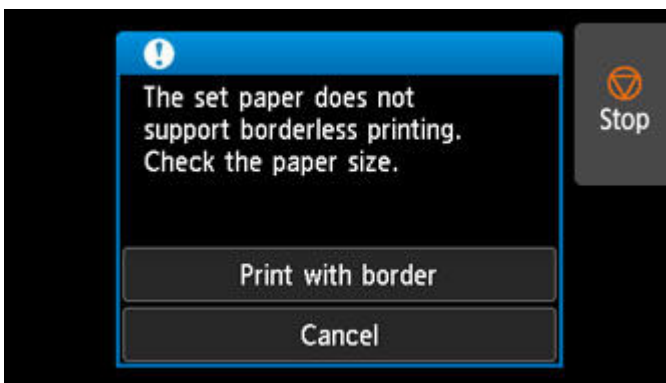 The set paper does not
support borderless printing.
Check the paper size.
Stop
Print with border
Cancel